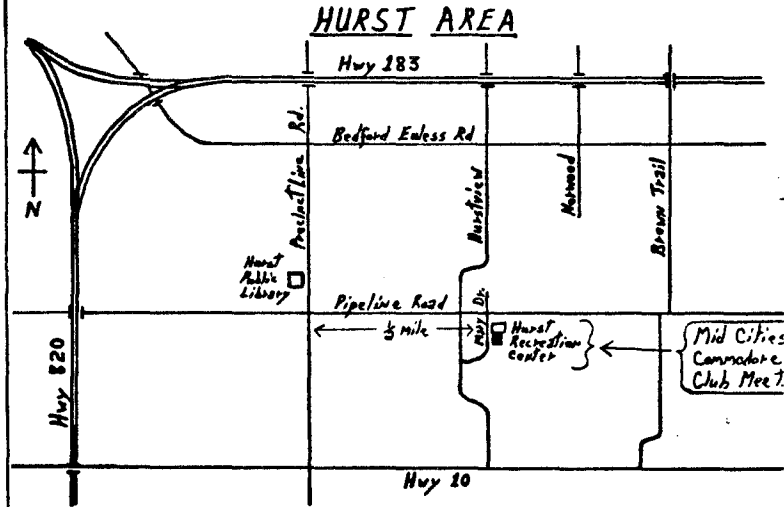 HURST AREA
Hwy 183
Bedford Euless Rd
Precinct Line Rd.
Hurstview
Norwood
Brown Trail
N
Hurst
Public
Library
Pipeline Road
1/2 mile
Mary Dr.
Hurst
Recreation
Center
Mid Cities
Commodore
Club Meet
Hwy 820
Hwy 10